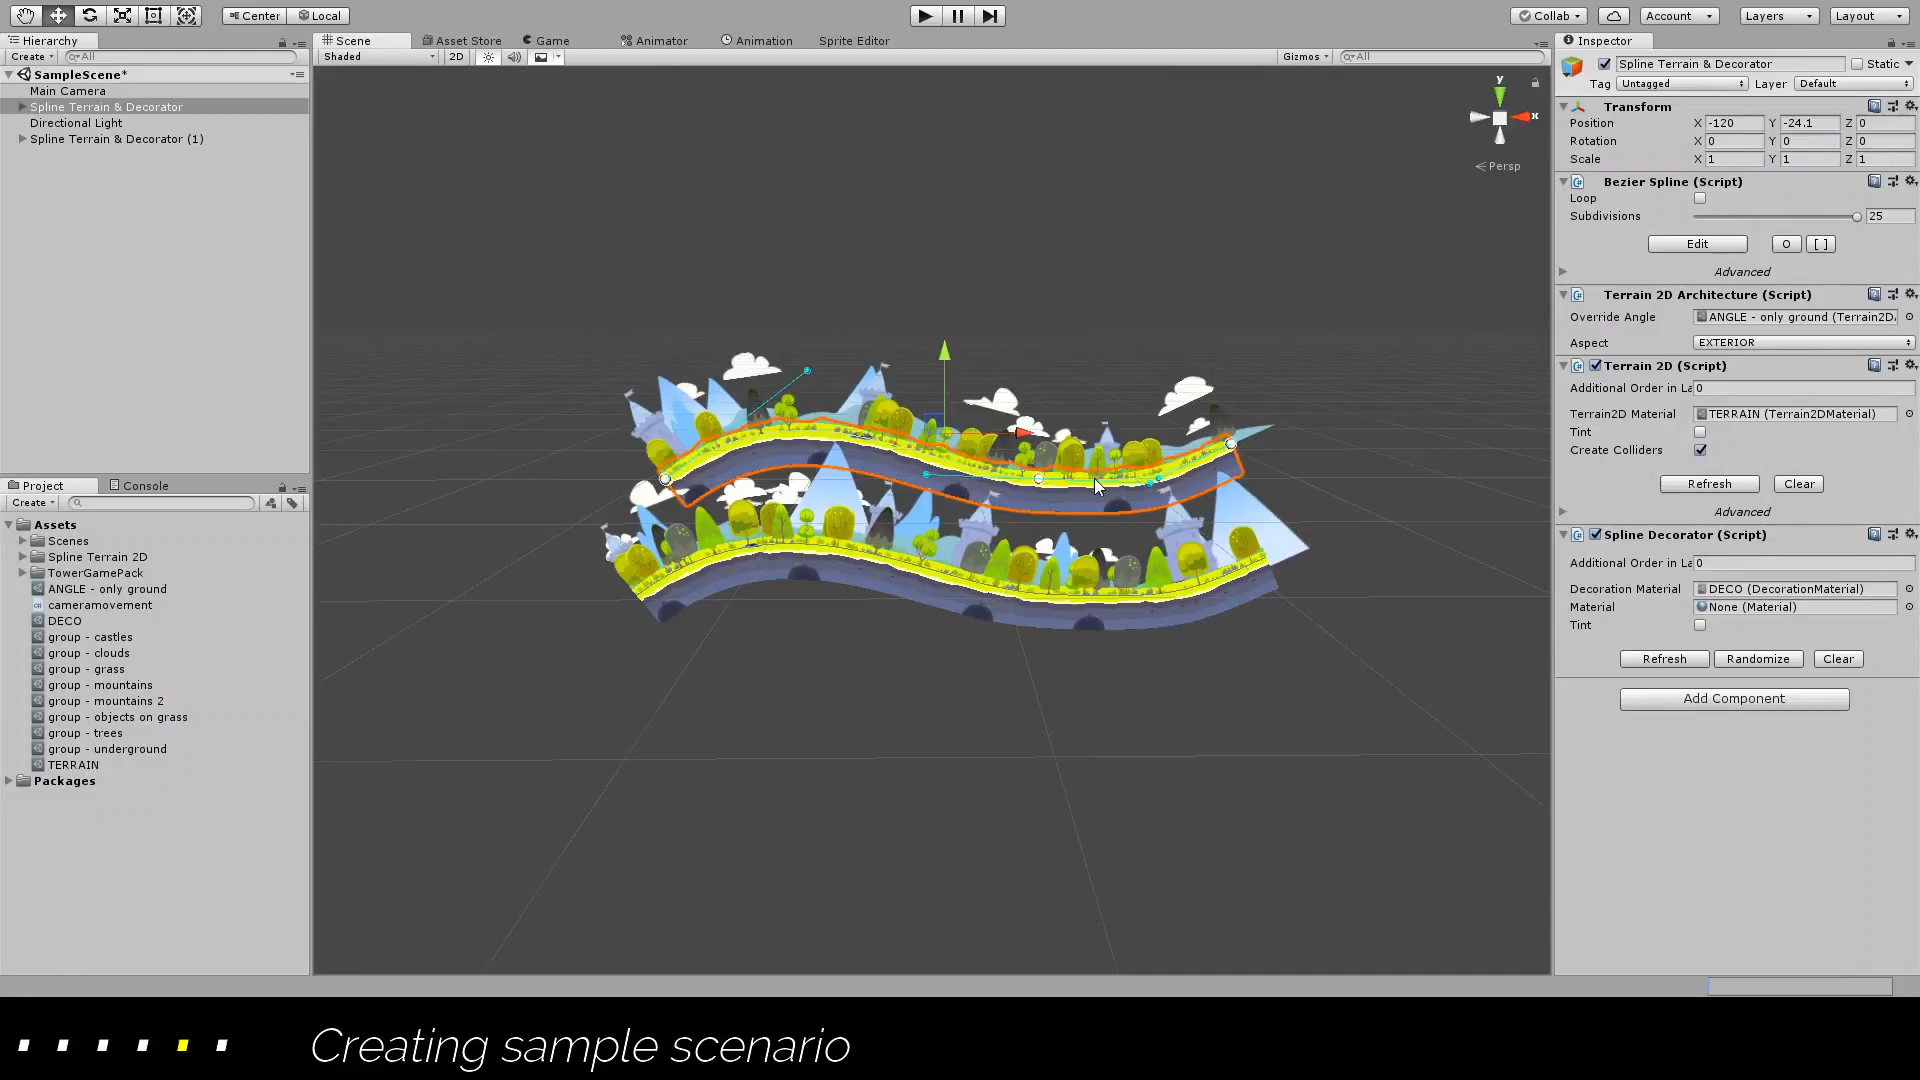 Center
Local
Collab
Account
Layers
Layout
Hierarchy
Create
All
SampleScene*
Main Camera
Spline Terrain & Decorator
Directional Light
Spline Terrain & Decorator (1)
Project
Console
Create
Assets
Scenes
Spline Terrain 2D
TowerGamePack
ANGLE - only ground
cameramovement
DECO
group - castles
group - clouds
group - grass
group - mountains
group - mountains 2
group - objects on grass
group - trees
group - underground
TERRAIN
Packages
Scene
Asset Store
Game
Animator
Animation
Sprite Editor
Shaded
2D
Gizmos
All
y
x
Persp
Inspector
Spline Terrain & Decorator
Static
Tag Untagged Layer Default
Transform
Position X -120 Y -24.1 Z 0
Rotation X 0 Y 0 Z 0
Scale X 1 Y 1 Z 1
Bezier Spline (Script)
Loop
Subdivisions 25
Edit O [ ]
Advanced
Terrain 2D Architecture (Script)
Override Angle ANGLE - only ground (Terrain2D
Aspect EXTERIOR
Terrain 2D (Script)
Additional Order in La 0
Terrain2D Material TERRAIN (Terrain2DMaterial)
Tint
Create Colliders
Refresh Clear
Advanced
Spline Decorator (Script)
Additional Order in La 0
Decoration Material DECO (DecorationMaterial)
Material None (Material)
Tint
Refresh Randomize Clear
Add Component
Creating sample scenario